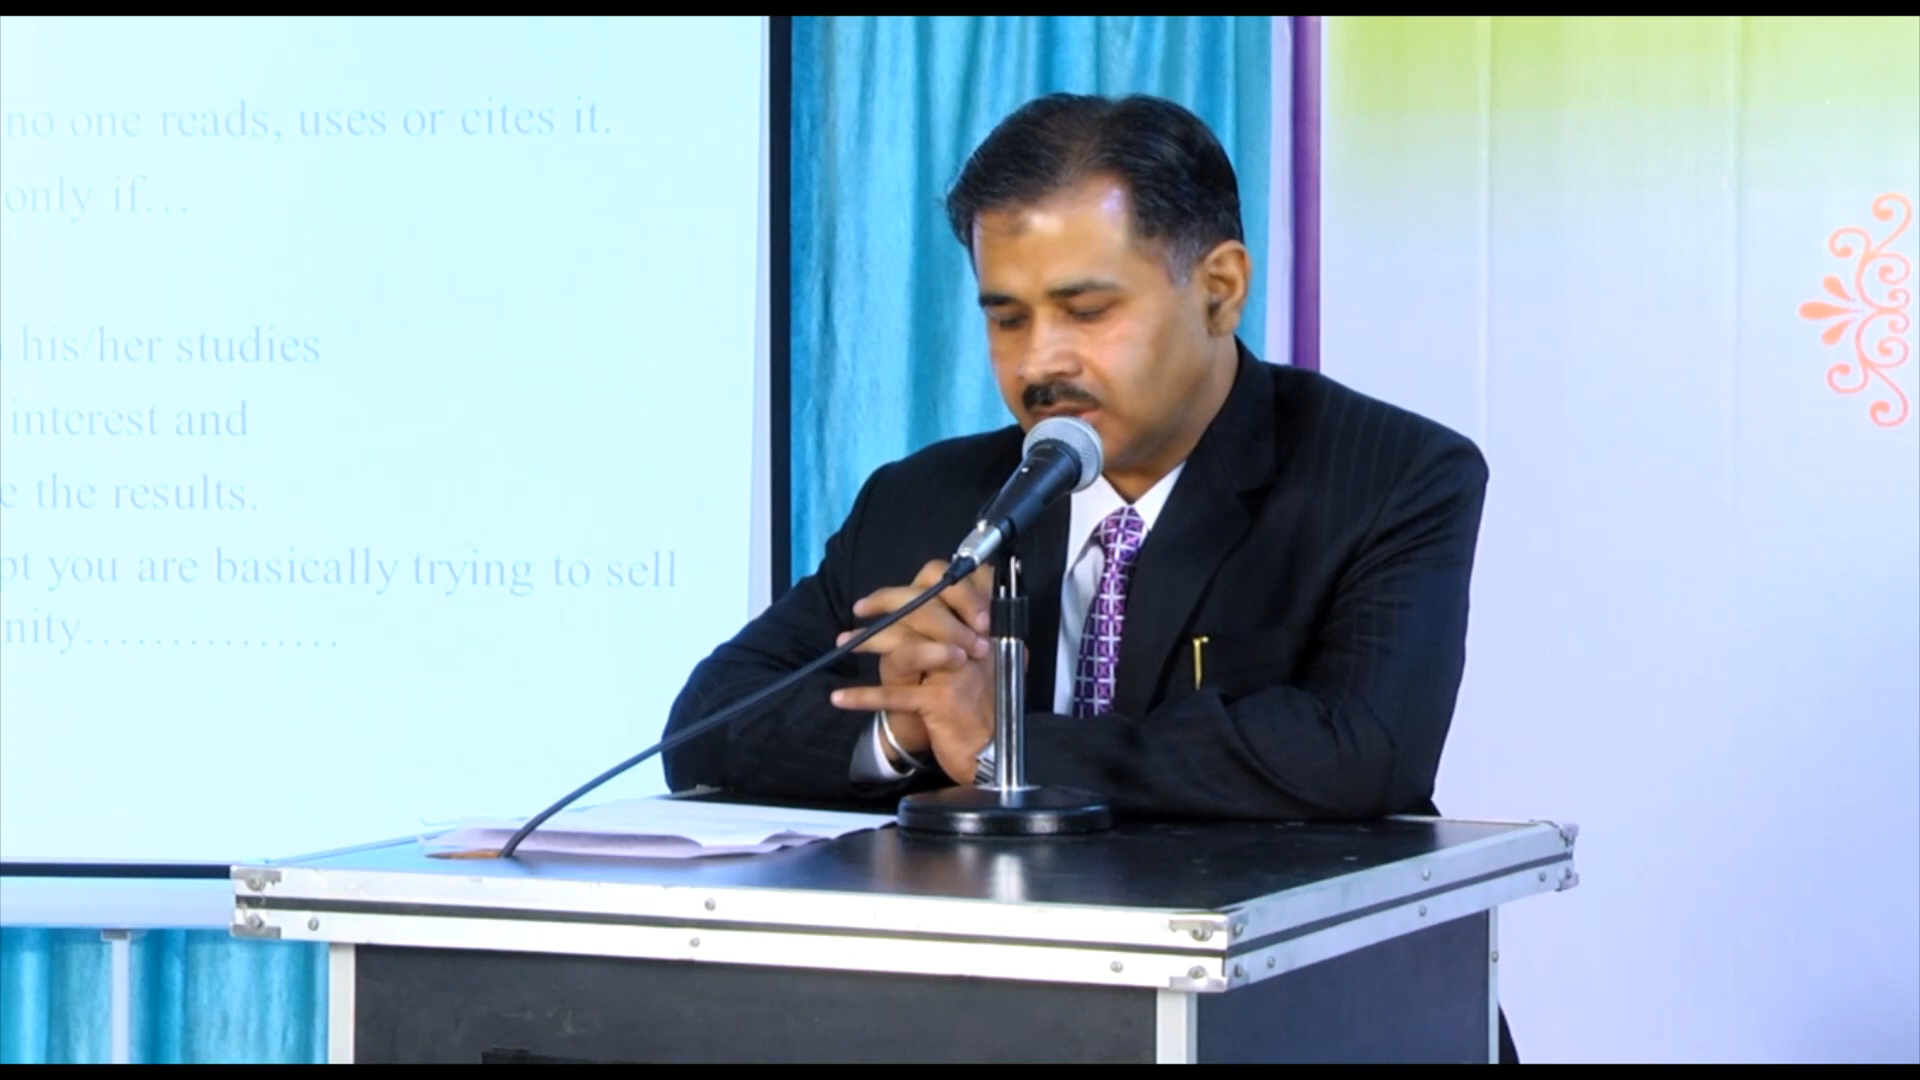 no one reads, uses or cites it.
only if…
his/her studies
interest and
e the results.
pt you are basically trying to sell
nity……………